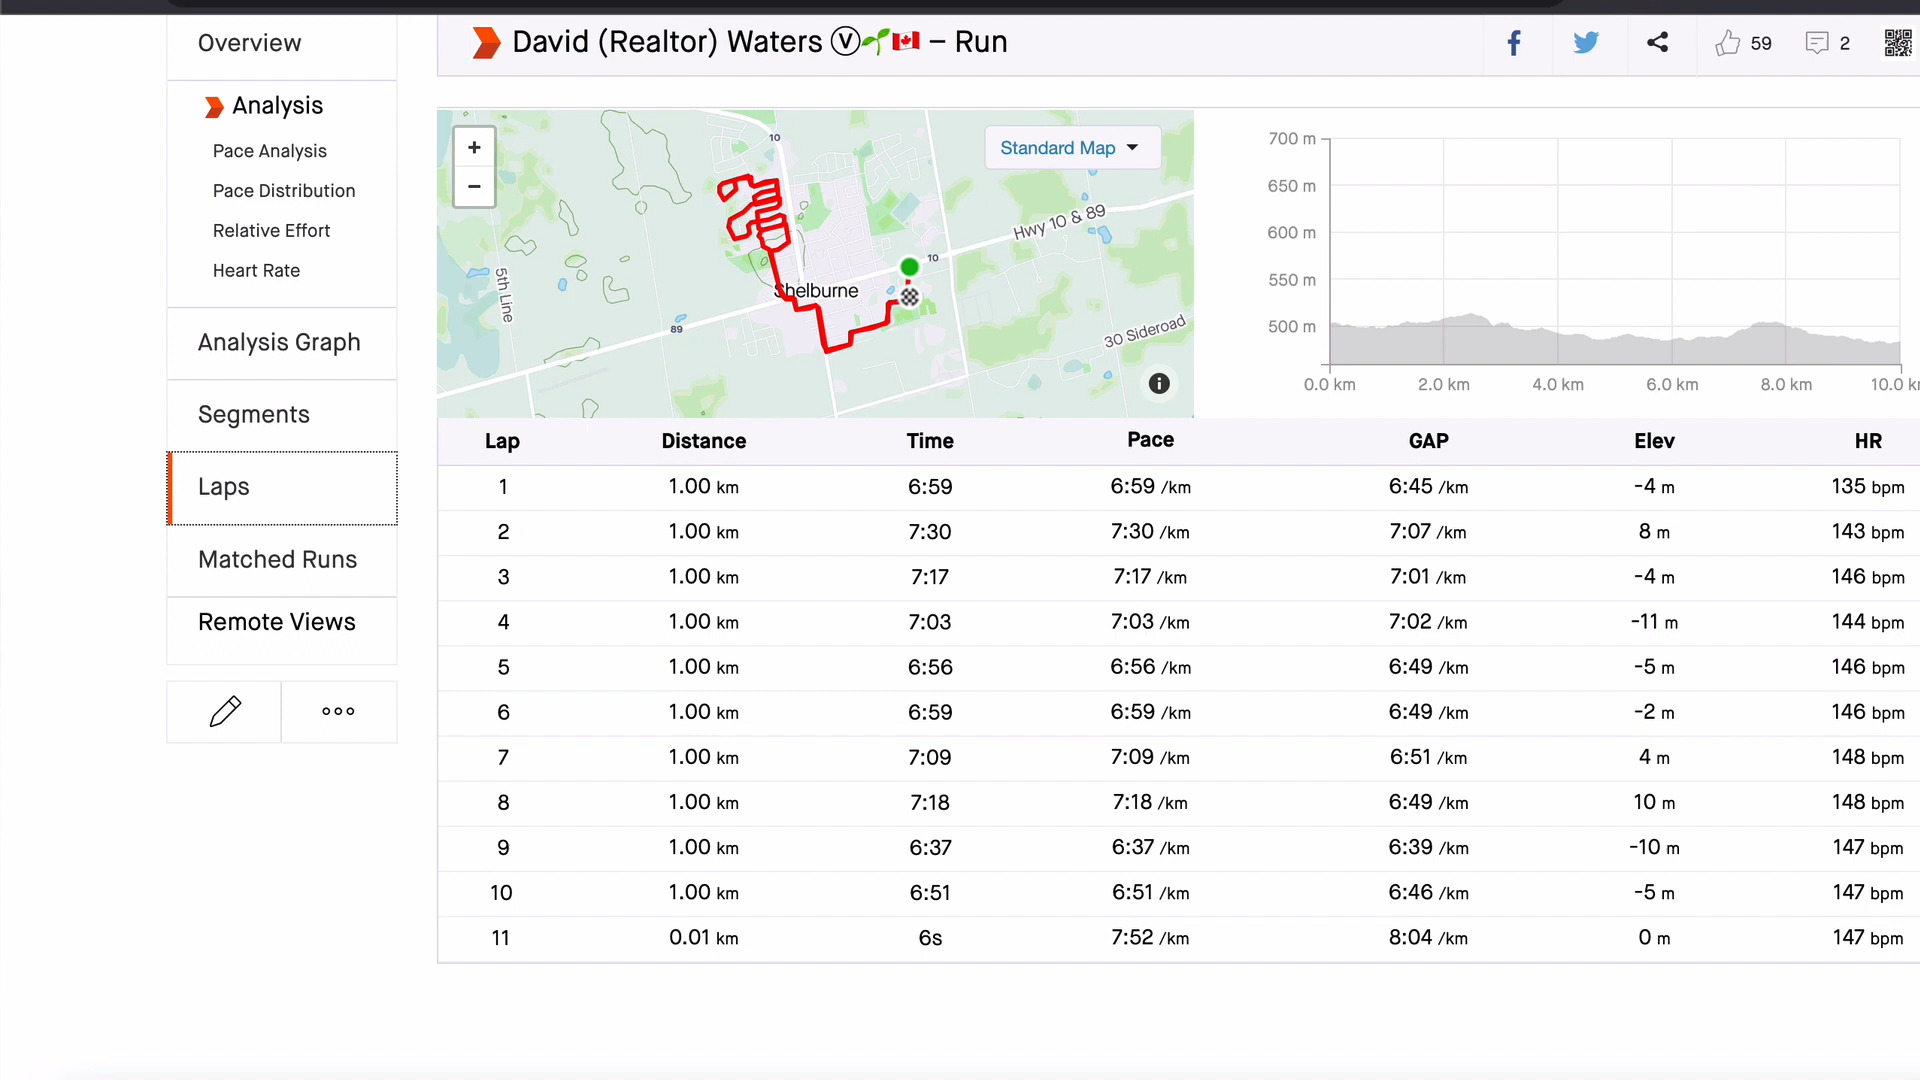 Overview
Analysis
Pace Analysis
Pace Distribution
Relative Effort
Heart Rate
Analysis Graph
Segments
Laps
Matched Runs
Remote Views
David (Realtor) Waters Ⓥ🌱🇨🇦 – Run
59
2
+
−
Standard Map
10
Hwy 10 & 89
10
5th Line
Shelburne
89
30 Sideroad
700 m
650 m
600 m
550 m
500 m
0.0 km 2.0 km 4.0 km 6.0 km 8.0 km 10.0 k
Lap Distance Time Pace GAP Elev HR
1 1.00 km 6:59 6:59 /km 6:45 /km -4 m 135 bpm
2 1.00 km 7:30 7:30 /km 7:07 /km 8 m 143 bpm
3 1.00 km 7:17 7:17 /km 7:01 /km -4 m 146 bpm
4 1.00 km 7:03 7:03 /km 7:02 /km -11 m 144 bpm
5 1.00 km 6:56 6:56 /km 6:49 /km -5 m 146 bpm
6 1.00 km 6:59 6:59 /km 6:49 /km -2 m 146 bpm
7 1.00 km 7:09 7:09 /km 6:51 /km 4 m 148 bpm
8 1.00 km 7:18 7:18 /km 6:49 /km 10 m 148 bpm
9 1.00 km 6:37 6:37 /km 6:39 /km -10 m 147 bpm
10 1.00 km 6:51 6:51 /km 6:46 /km -5 m 147 bpm
11 0.01 km 6s 7:52 /km 8:04 /km 0 m 147 bpm